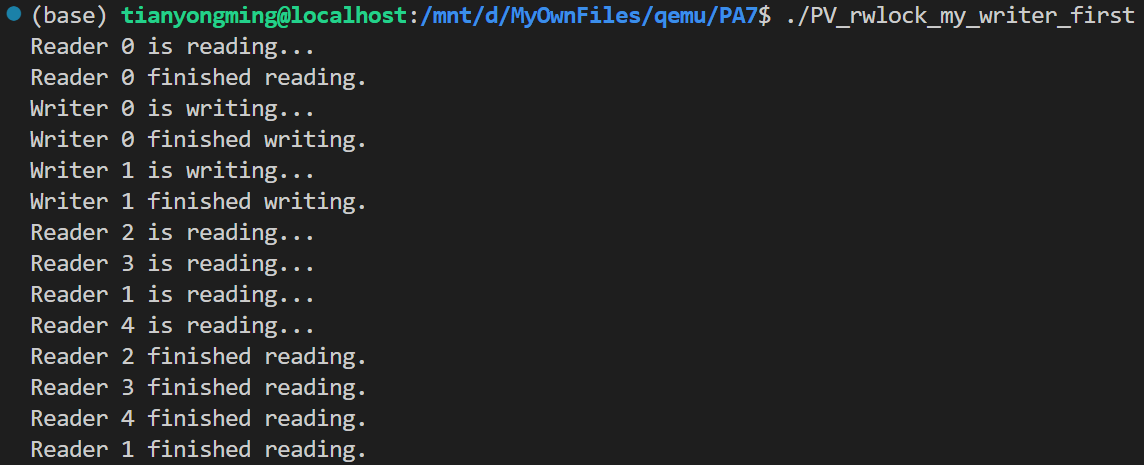 (base) tianyongming@localhost:/mnt/d/MyOwnFiles/qemu/PA7$ ./PV_rwlock_my_writer_first
Reader 0 is reading...
Reader 0 finished reading.
Writer 0 is writing...
Writer 0 finished writing.
Writer 1 is writing...
Writer 1 finished writing.
Reader 2 is reading...
Reader 3 is reading...
Reader 1 is reading...
Reader 4 is reading...
Reader 2 finished reading.
Reader 3 finished reading.
Reader 4 finished reading.
Reader 1 finished reading.